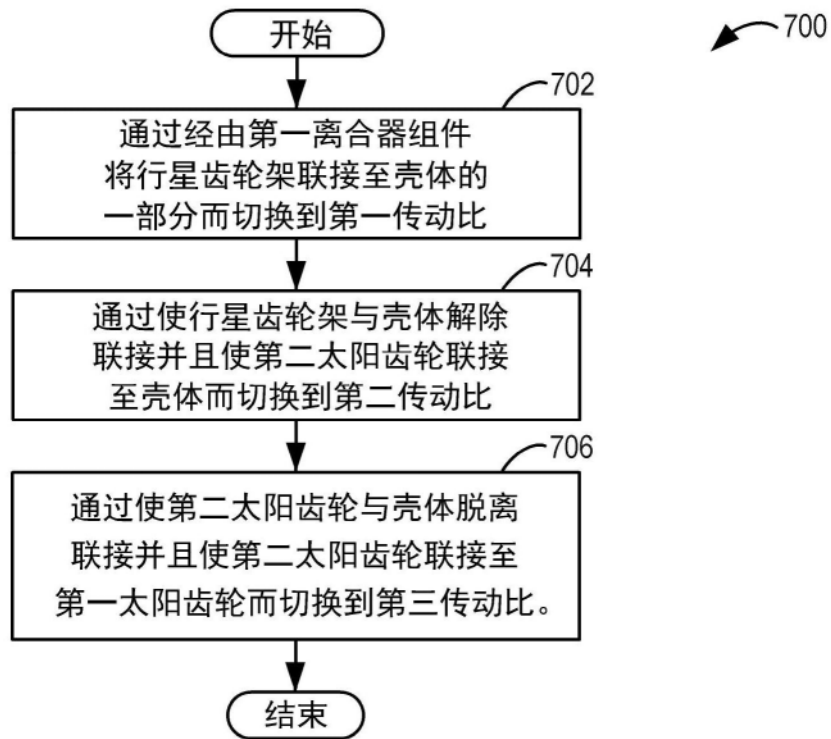 开始
700
702
通过经由第一离合器组件
将行星齿轮架联接至壳体的
一部分而切换到第一传动比
704
通过使行星齿轮架与壳体解除
联接并且使第二太阳齿轮联接
至壳体而切换到第二传动比
706
通过使第二太阳齿轮与壳体脱离
联接并且使第二太阳齿轮联接至
第一太阳齿轮而切换到第三传动比。
结束